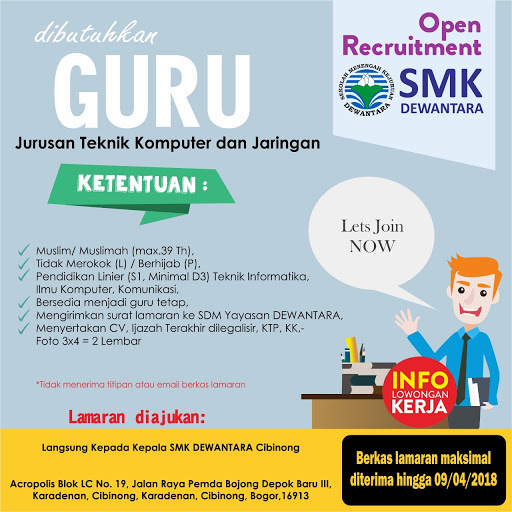 dibutuhkan
GURU
Jurusan Teknik Komputer dan Jaringan
Open
Recruitment
SEKOLAH MENENGAH KEJURUAN
DEWANTARA
SMK
DEWANTARA
KETENTUAN :
Muslim/ Muslimah (max.39 Th),
Tidak Merokok (L) / Berhijab (P),
Pendidikan Linier (S1, Minimal D3) Teknik Informatika,
Ilmu Komputer, Komunikasi,
Bersedia menjadi guru tetap,
Mengirimkan surat lamaran ke SDM Yayasan DEWANTARA,
Menyertakan CV, Ijazah Terakhir dilegalisir, KTP, KK,-
Foto 3x4 = 2 Lembar
Lets Join
NOW
*Tidak menerima titipan atau email berkas lamaran
INFO
LOWONGAN
KERJA
Lamaran diajukan:
Langsung Kepada Kepala SMK DEWANTARA Cibinong
Acropolis Blok LC No. 19, Jalan Raya Pemda Bojong Depok Baru III,
Karadenan, Cibinong, Karadenan, Cibinong, Bogor,16913
Berkas lamaran maksimal
diterima hingga 09/04/2018